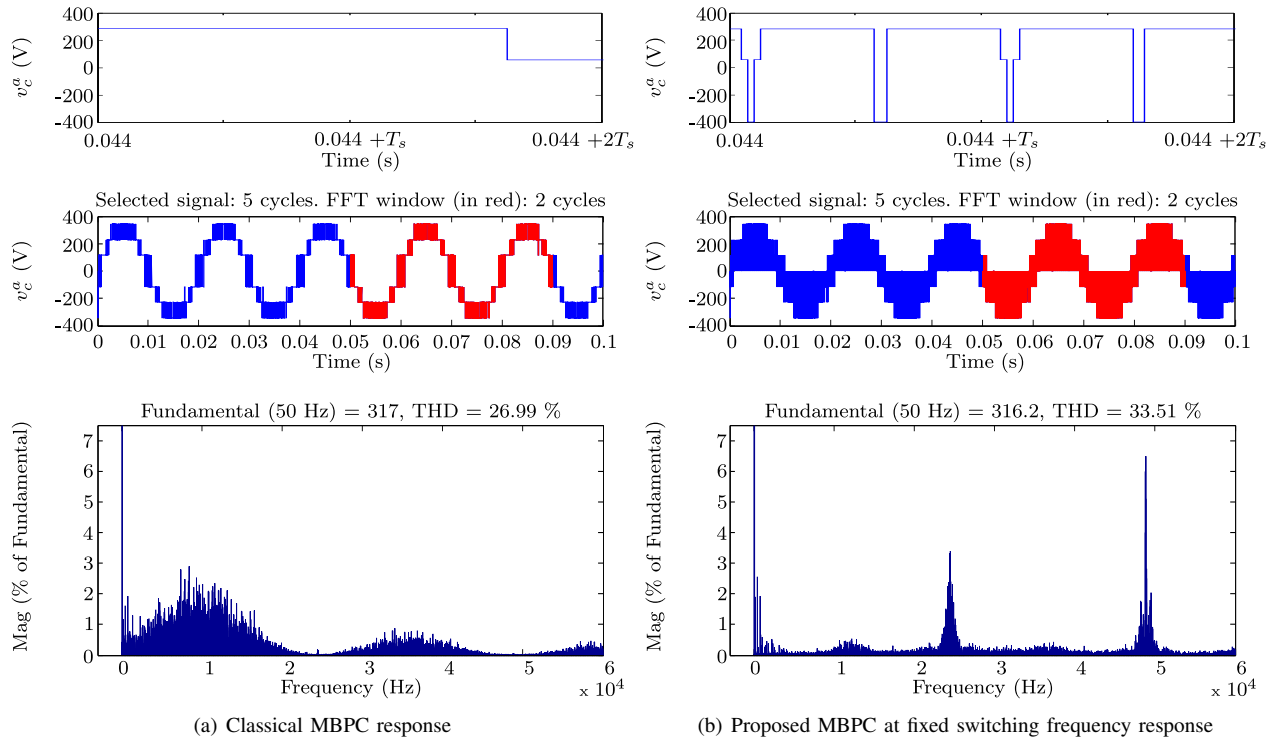 400
200
0
-200
-400
v_c^a (V)
0.044
0.044 +T_s
0.044 +2T_s
Time (s)
Selected signal: 5 cycles. FFT window (in red): 2 cycles
400
200
0
-200
-400
v_c^a (V)
0 0.01 0.02 0.03 0.04 0.05 0.06 0.07 0.08 0.09 0.1
Time (s)
Fundamental (50 Hz) = 317, THD = 26.99 %
7
6
5
4
3
2
1
0
Mag (% of Fundamental)
0 1 2 3 4 5 6
Frequency (Hz)
x 10^4
(a) Classical MBPC response
400
200
0
-200
-400
v_c^a (V)
0.044
0.044 +T_s
0.044 +2T_s
Time (s)
Selected signal: 5 cycles. FFT window (in red): 2 cycles
400
200
0
-200
-400
v_c^a (V)
0 0.01 0.02 0.03 0.04 0.05 0.06 0.07 0.08 0.09 0.1
Time (s)
Fundamental (50 Hz) = 316.2, THD = 33.51 %
7
6
5
4
3
2
1
0
Mag (% of Fundamental)
0 1 2 3 4 5 6
Frequency (Hz)
x 10^4
(b) Proposed MBPC at fixed switching frequency response